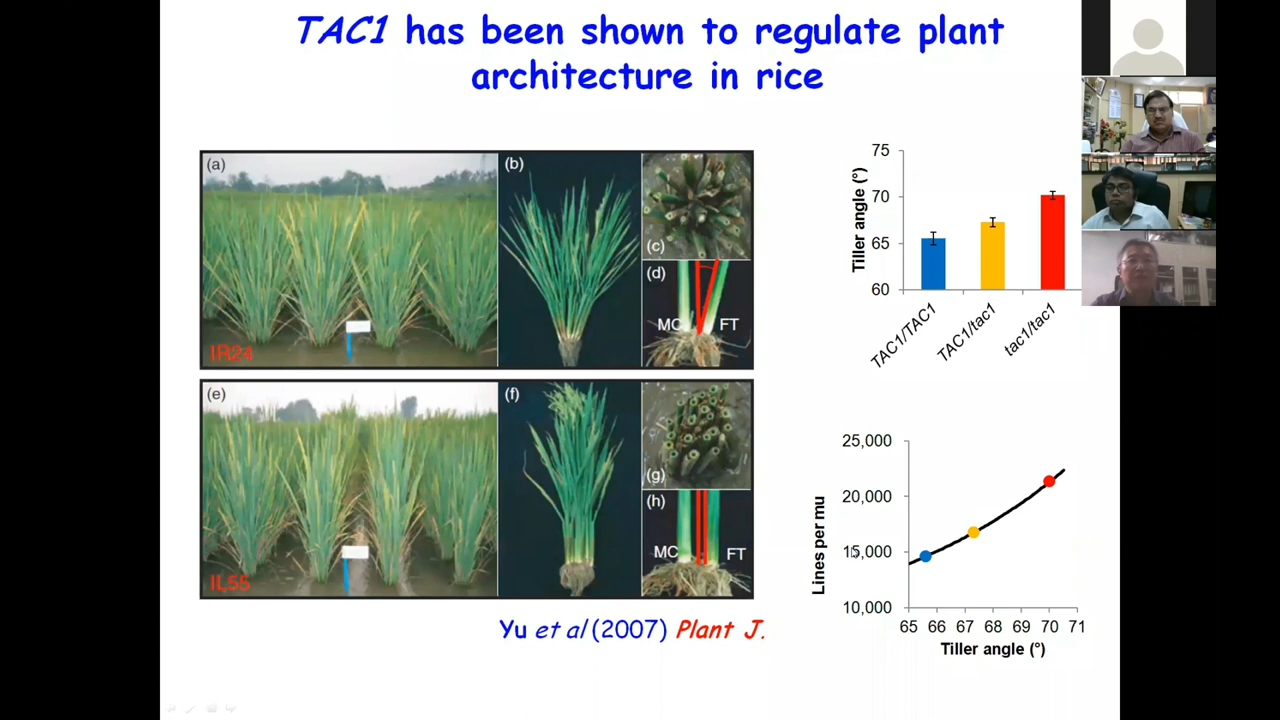 TAC1 has been shown to regulate plant
architecture in rice
(a)
IR24
(b)
(c)
(d)
MC
FT
(e)
IL55
(f)
(g)
(h)
MC
FT
Yu et al (2007) Plant J.
Tiller angle (°)
75
70
65
60
TAC1/TAC1
TAC1/tac1
tac1/tac1
Lines per mu
25,000
20,000
15,000
10,000
65 66 67 68 69 70 71
Tiller angle (°)